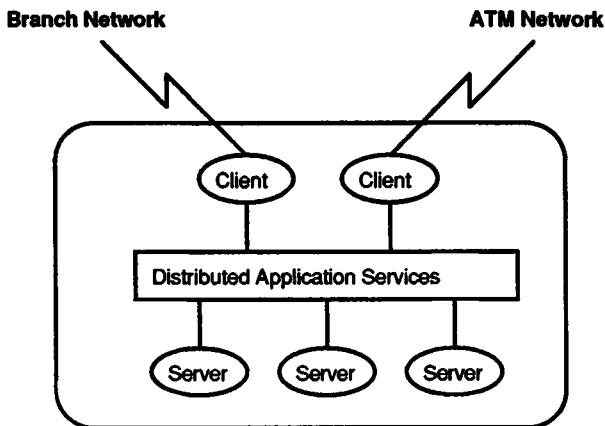 Branch Network
ATM Network
Client
Client
Distributed Application Services
Server
Server
Server